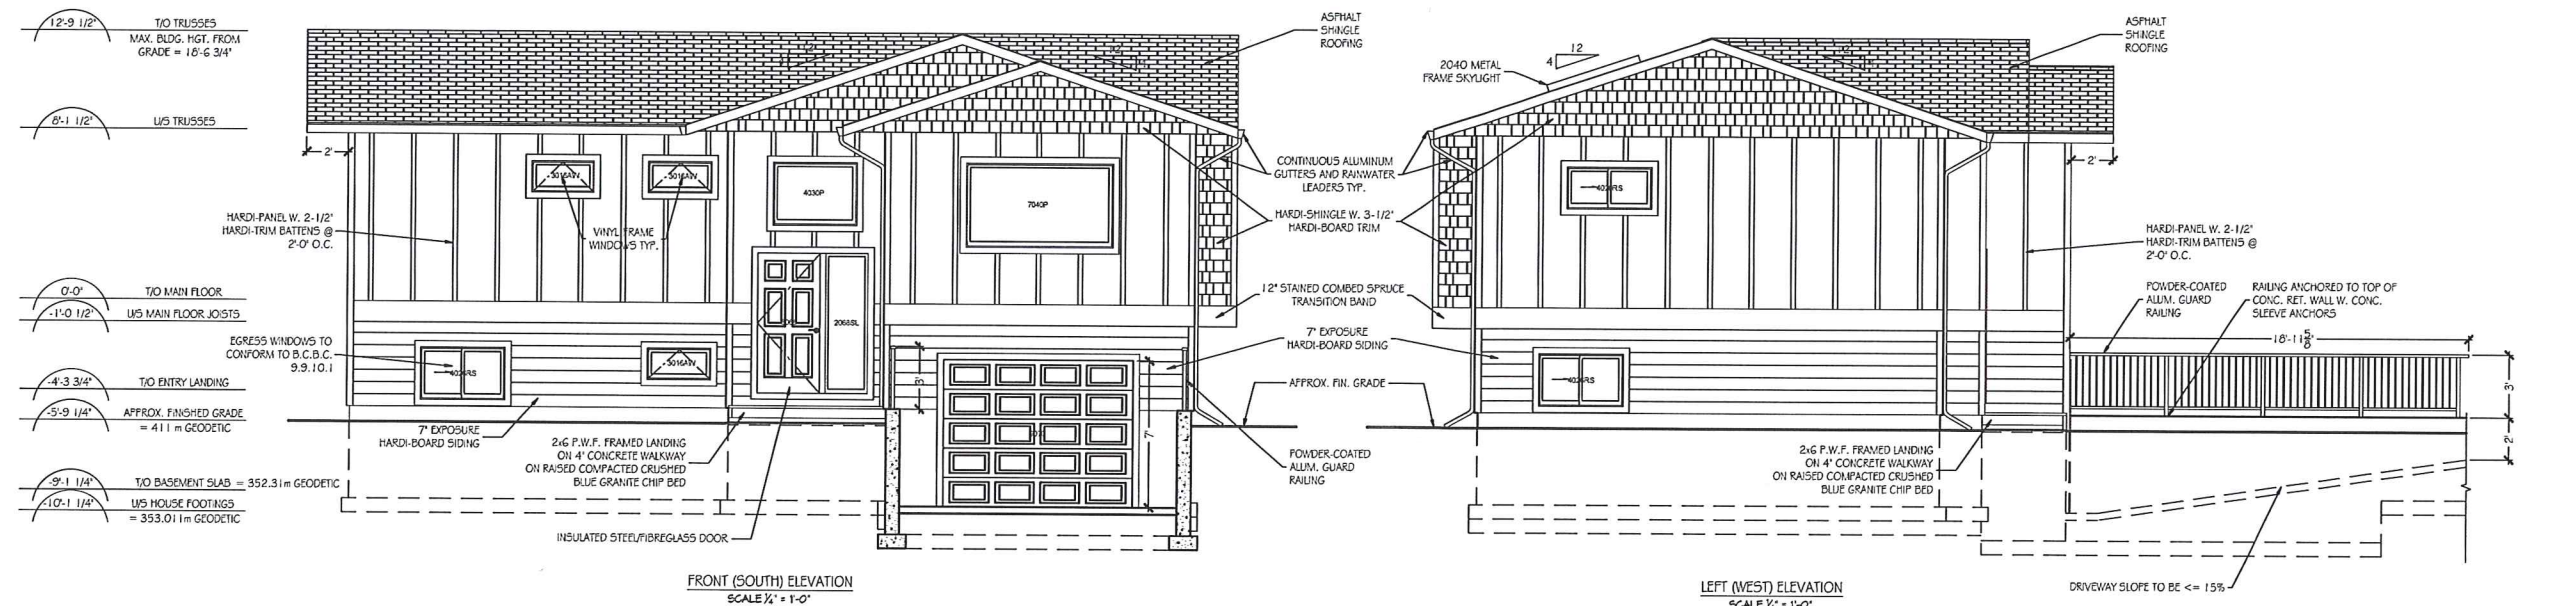 12'-9 1/2"
T/O TRUSSES
MAX. BLDG. HGT. FROM
GRADE = 18'-6 3/4"
8'-1 1/2"
U/S TRUSSES
2'
HARDI-PANEL W. 2-1/2"
HARDI-TRIM BATTENS @
2'-0" O.C.
0'-0"
T/O MAIN FLOOR
-1'-0 1/2"
U/S MAIN FLOOR JOISTS
EGRESS WINDOWS TO
CONFORM TO B.C.B.C.
9.9.10.1
-4'-3 3/4"
T/O ENTRY LANDING
-5'-9 1/4"
APPROX. FINISHED GRADE
= 411 m GEODETIC
-9'-1 1/4"
T/O BASEMENT SLAB = 352.31m GEODETIC
-10'-1 1/4"
U/S HOUSE FOOTINGS
= 353.011m GEODETIC
12
12
3016AW
3016AW
VINYL FRAME
WINDOWS TYP.
4030P
7040P
2068SL
3016AW
3'
7'
7" EXPOSURE
HARDI-BOARD SIDING
2x6 P.W.F. FRAMED LANDING
ON 4" CONCRETE WALKWAY
ON RAISED COMPACTED CRUSHED
BLUE GRANITE CHIP BED
INSULATED STEEL/FIBREGLASS DOOR
FRONT (SOUTH) ELEVATION
SCALE ¼" = 1'-0"
ASPHALT
SHINGLE
ROOFING
CONTINUOUS ALUMINUM
GUTTERS AND RAINWATER
LEADERS TYP.
HARDI-SHINGLE W. 3-1/2"
HARDI-BOARD TRIM
12" STAINED COMBED SPRUCE
TRANSITION BAND
7" EXPOSURE
HARDI-BOARD SIDING
APPROX. FIN. GRADE
POWDER-COATED
ALUM. GUARD
RAILING
2040 METAL
FRAME SKYLIGHT
12
4
12
ASPHALT
SHINGLE
ROOFING
2'
HARDI-PANEL W. 2-1/2"
HARDI-TRIM BATTENS @
2'-0" O.C.
POWDER-COATED
ALUM. GUARD
RAILING
RAILING ANCHORED TO TOP OF
CONC. RET. WALL W. CONC.
SLEEVE ANCHORS
18'-11 5/8"
3'
2'
2x6 P.W.F. FRAMED LANDING
ON 4" CONCRETE WALKWAY
ON RAISED COMPACTED CRUSHED
BLUE GRANITE CHIP BED
DRIVEWAY SLOPE TO BE <= 15%
LEFT (WEST) ELEVATION
SCALE ¼" = 1'-0"